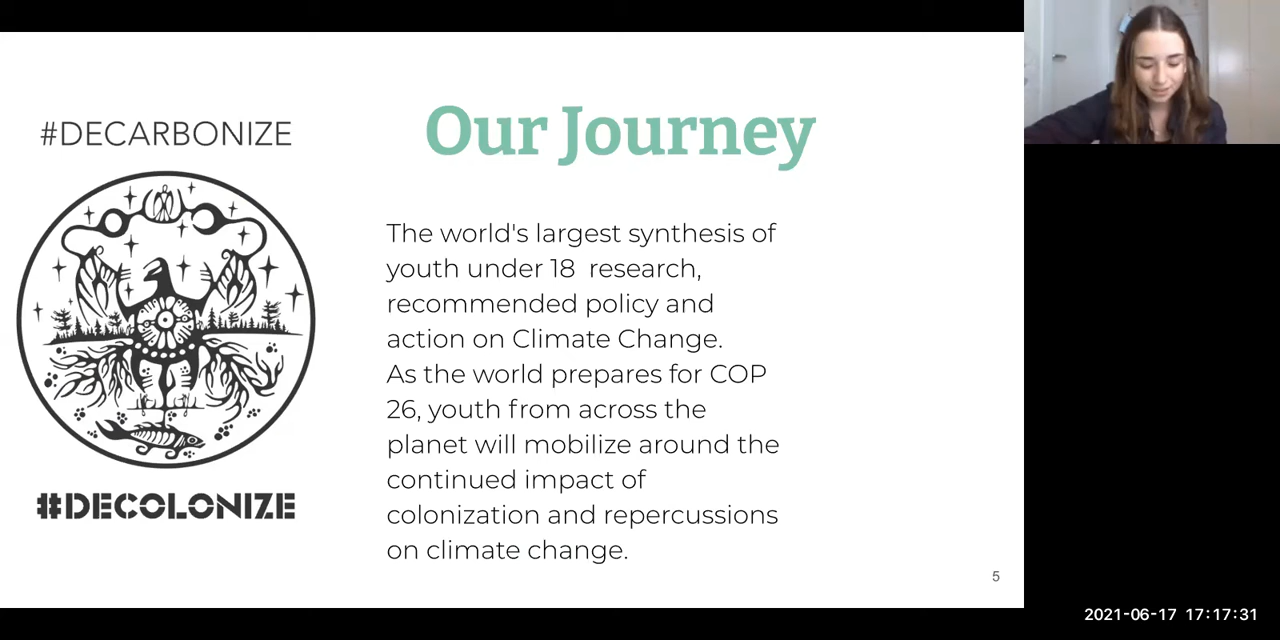 #DECARBONIZE
#DECOLONIZE
Our Journey
The world's largest synthesis of
youth under 18 research,
recommended policy and
action on Climate Change.
As the world prepares for COP
26, youth from across the
planet will mobilize around the
continued impact of
colonization and repercussions
on climate change.
5
2021-06-17 17:17:31